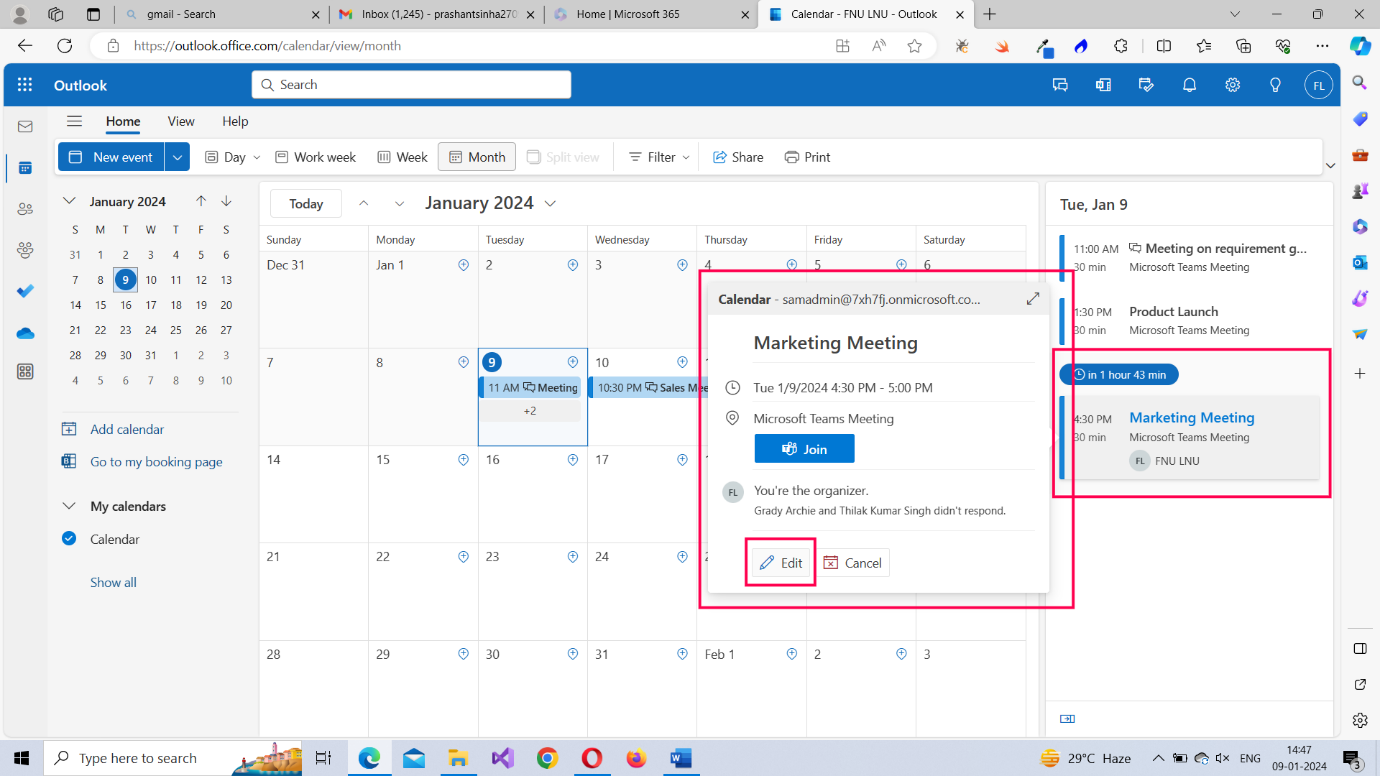 gmail - Search
Inbox (1,245) - prashantsinha270
Home | Microsoft 365
Calendar - FNU LNU - Outlook
https://outlook.office.com/calendar/view/month
Outlook
Search
FL
Home View Help
New event Day Work week Week Month Split view Filter Share Print
January 2024
S M T W T F S
31 1 2 3 4 5 6
7 8 9 10 11 12 13
14 15 16 17 18 19 20
21 22 23 24 25 26 27
28 29 30 31 1 2 3
4 5 6 7 8 9 10
Add calendar
Go to my booking page
My calendars
Calendar
Show all
Today January 2024
Sunday Monday Tuesday Wednesday Thursday Friday Saturday
Dec 31 Jan 1 2 3 4 5 6
7 8 9 10
11 AM Meeting 10:30 PM Sales Mee
+2
14 15 16 17
21 22 23 24
28 29 30 31 Feb 1 2 3
Calendar - samadmin@7xh7fj.onmicrosoft.co...
Marketing Meeting
Tue 1/9/2024 4:30 PM - 5:00 PM
Microsoft Teams Meeting
Join
FL You're the organizer.
Grady Archie and Thilak Kumar Singh didn't respond.
Edit Cancel
Tue, Jan 9
11:00 AM Meeting on requirement g...
30 min Microsoft Teams Meeting
1:30 PM Product Launch
30 min Microsoft Teams Meeting
in 1 hour 43 min
4:30 PM Marketing Meeting
30 min Microsoft Teams Meeting
FL FNU LNU
Type here to search
29°C Haze
ENG
14:47
09-01-2024
3